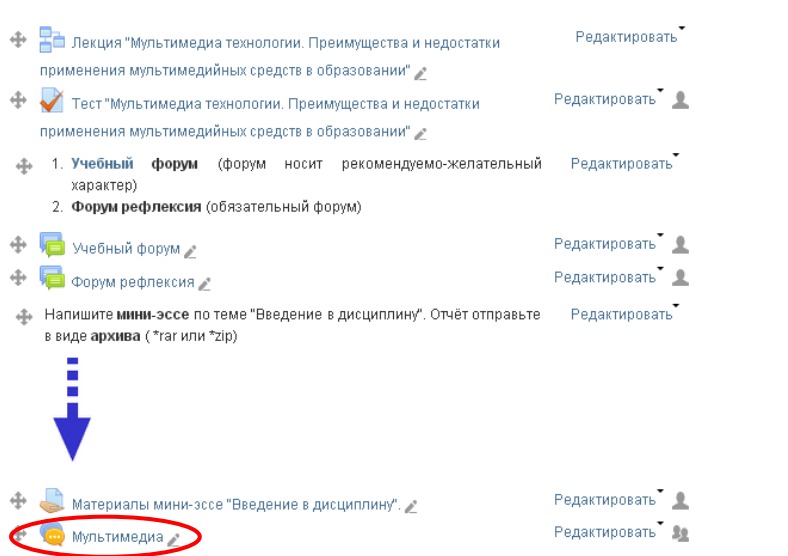 Лекция "Мультимедиа технологии. Преимущества и недостатки Редактировать
применения мультимедийных средств в образовании"
Тест "Мультимедиа технологии. Преимущества и недостатки Редактировать
применения мультимедийных средств в образовании"
1. Учебный форум (форум носит рекомендуемо-желательный Редактировать
характер)
2. Форум рефлексия (обязательный форум)
Учебный форум Редактировать
Форум рефлексия Редактировать
Напишите мини-эссе по теме "Введение в дисциплину". Отчёт отправьте Редактировать
в виде архива ( *rar или *zip)
Материалы мини-эссе "Введение в дисциплину". Редактировать
Мультимедиа Редактировать